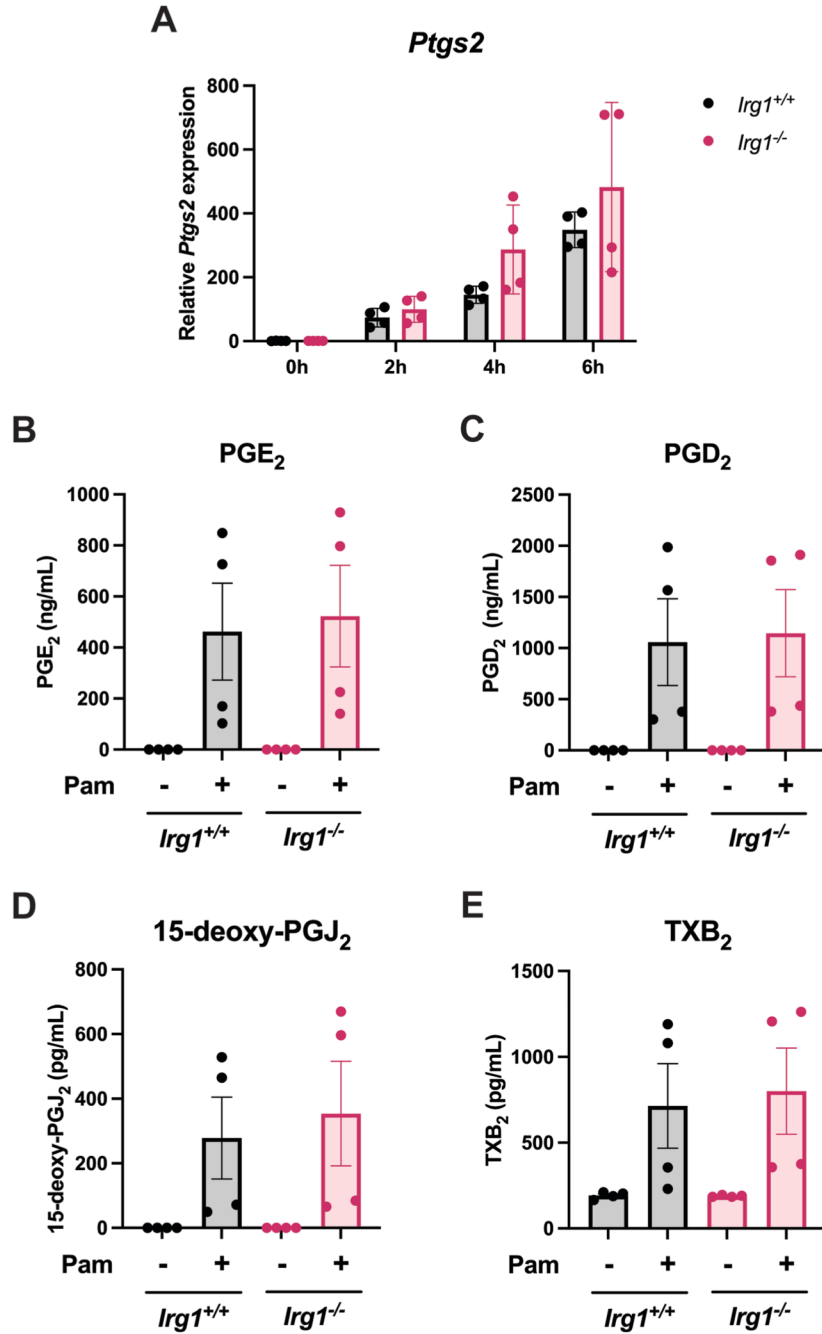 A
Ptgs2
Relative Ptgs2 expression
800
600
400
200
0
0h 2h 4h 6h
Irg1+/+
Irg1-/-
B
PGE2
PGE2 (ng/mL)
1000
800
600
400
200
0
Pam - + - +
Irg1+/+ Irg1-/-
C
PGD2
PGD2 (ng/mL)
2500
2000
1500
1000
500
0
- + - +
Irg1+/+ Irg1-/-
D
15-deoxy-PGJ2
15-deoxy-PGJ2 (pg/mL)
800
600
400
200
0
Pam - + - +
Irg1+/+ Irg1-/-
E
TXB2
TXB2 (pg/mL)
1500
1000
500
0
Pam - + - +
Irg1+/+ Irg1-/-